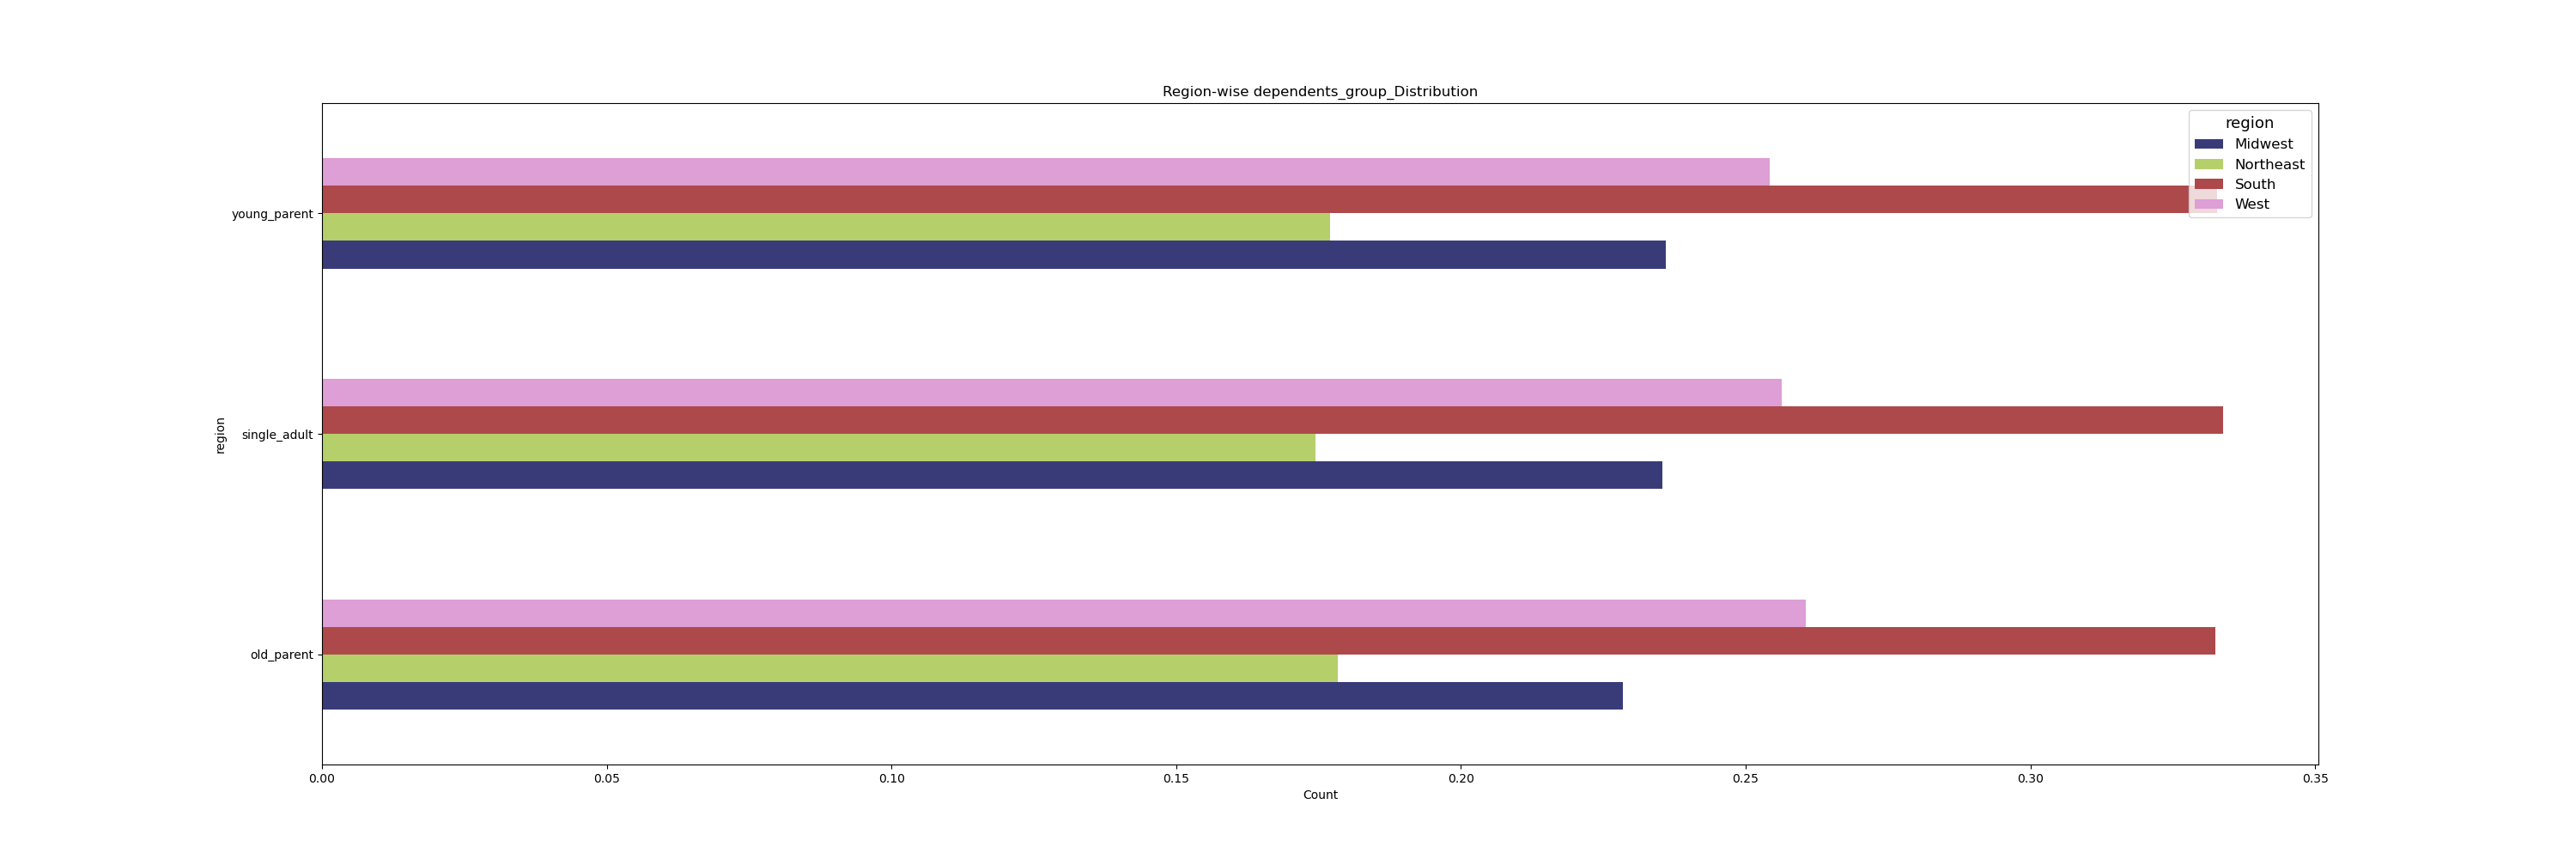 Region-wise dependents_group_Distribution
region
Midwest
Northeast
South
West
young_parent
single_adult
old_parent
region
0.00
0.05
0.10
0.15
0.20
0.25
0.30
0.35
Count